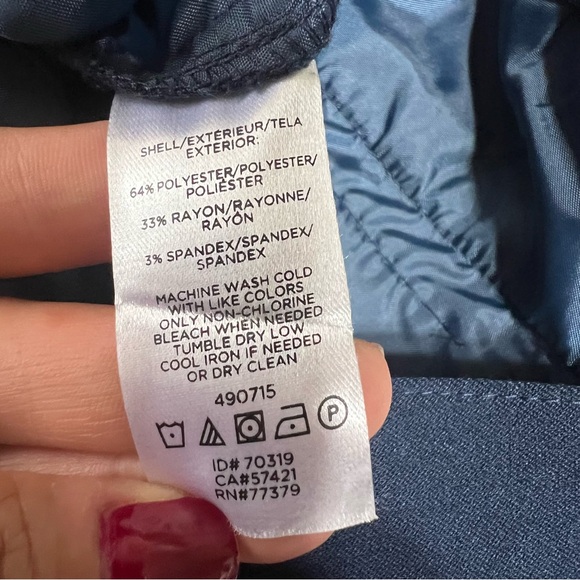 SHELL/EXTÉRIEUR/TELA
EXTERIOR:
64% POLYESTER/POLYESTER/
POLIÉSTER
33% RAYON/RAYONNE/
RAYÓN
3% SPANDEX/SPANDEX/
SPANDEX
MACHINE WASH COLD
WITH LIKE COLORS
ONLY NON-CHLORINE
BLEACH WHEN NEEDED
TUMBLE DRY LOW
COOL IRON IF NEEDED
OR DRY CLEAN
490715
P
ID# 70319
CA#57421
RN#77379